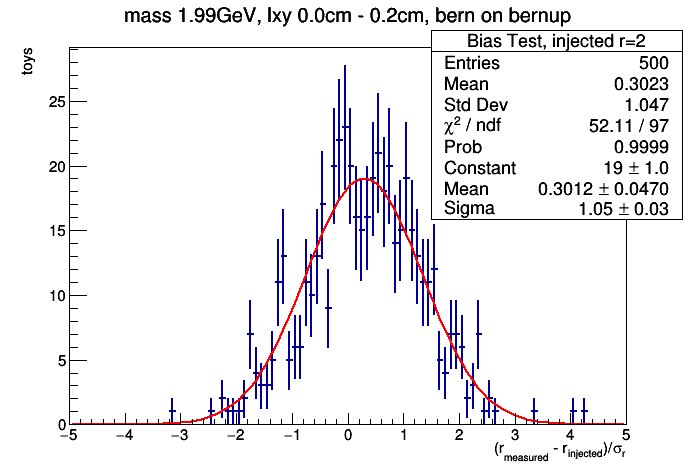 mass 1.99GeV, lxy 0.0cm - 0.2cm, bern on bernup
Bias Test, injected r=2
Entries 500
Mean 0.3023
Std Dev 1.047
χ² / ndf 52.11 / 97
Prob 0.9999
Constant 19 ± 1.0
Mean 0.3012 ± 0.0470
Sigma 1.05 ± 0.03
toys
25
20
15
10
5
0
−5 −4 −3 −2 −1 0 1 2 3 4 5
(r_measured - r_injected)/σ_r